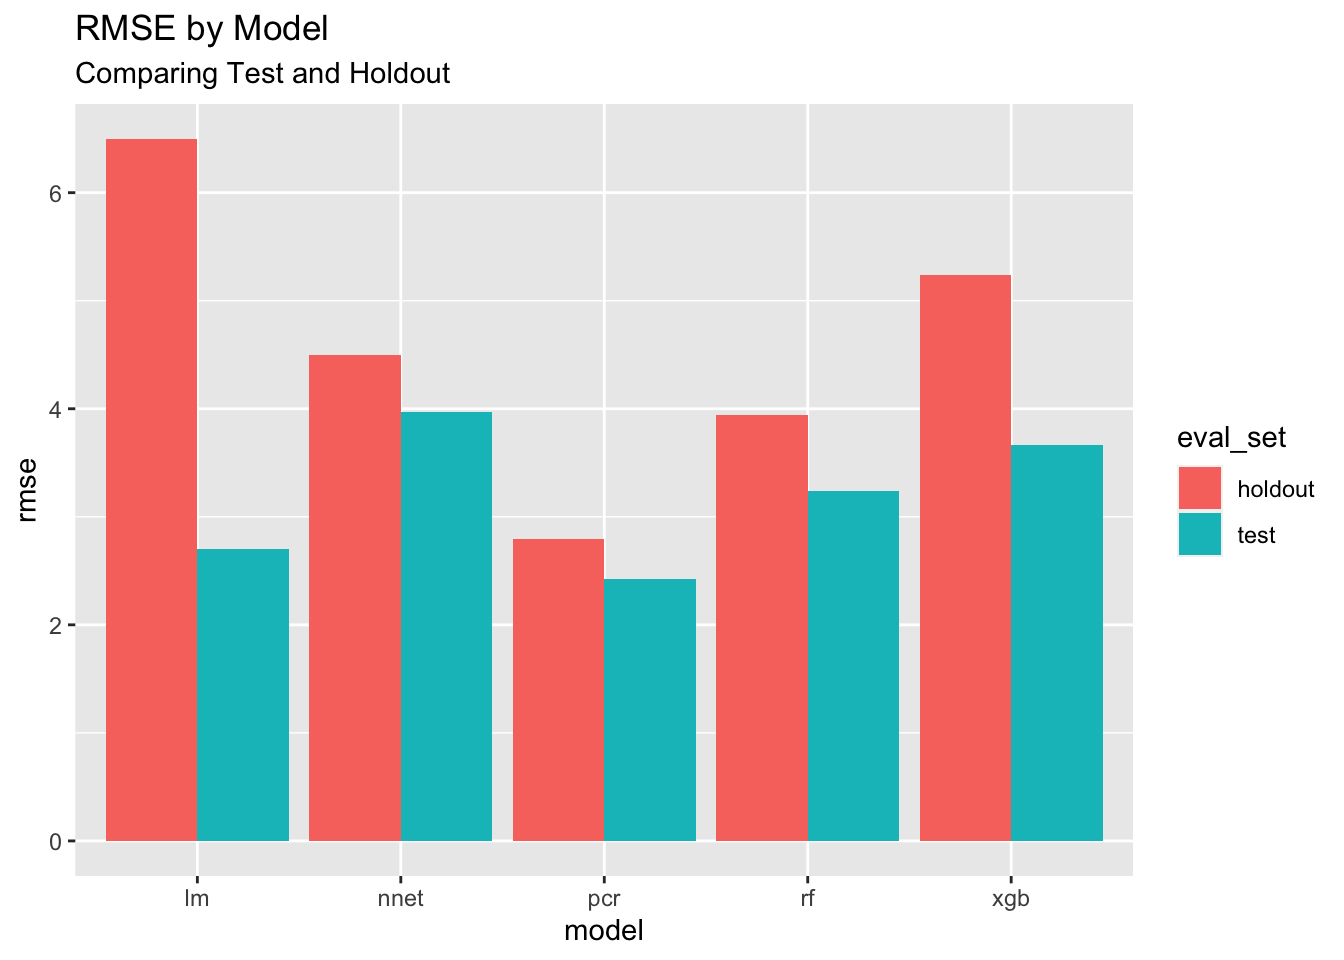 RMSE by Model
Comparing Test and Holdout
rmse
6
4
2
0
lm nnet pcr rf xgb
model
eval_set
holdout
test